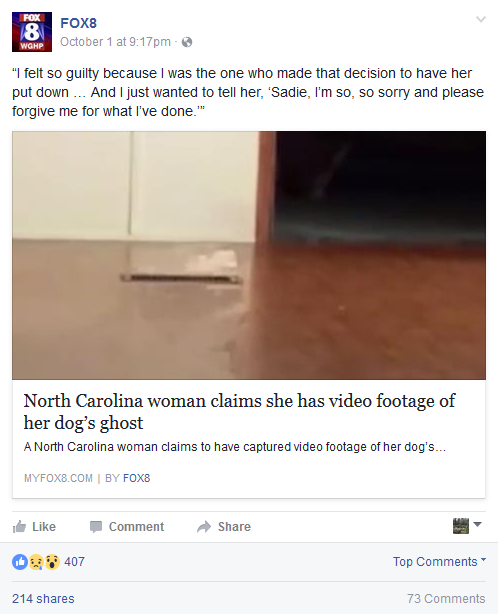 FOX
8
WGHP
FOX8
October 1 at 9:17pm ·
“I felt so guilty because I was the one who made that decision to have her
put down … And I just wanted to tell her, ‘Sadie, I’m so, so sorry and please
forgive me for what I’ve done.’”
North Carolina woman claims she has video footage of
her dog’s ghost
A North Carolina woman claims to have captured video footage of her dog’s…
MYFOX8.COM | BY FOX8
Like Comment Share
407 Top Comments
214 shares 73 Comments